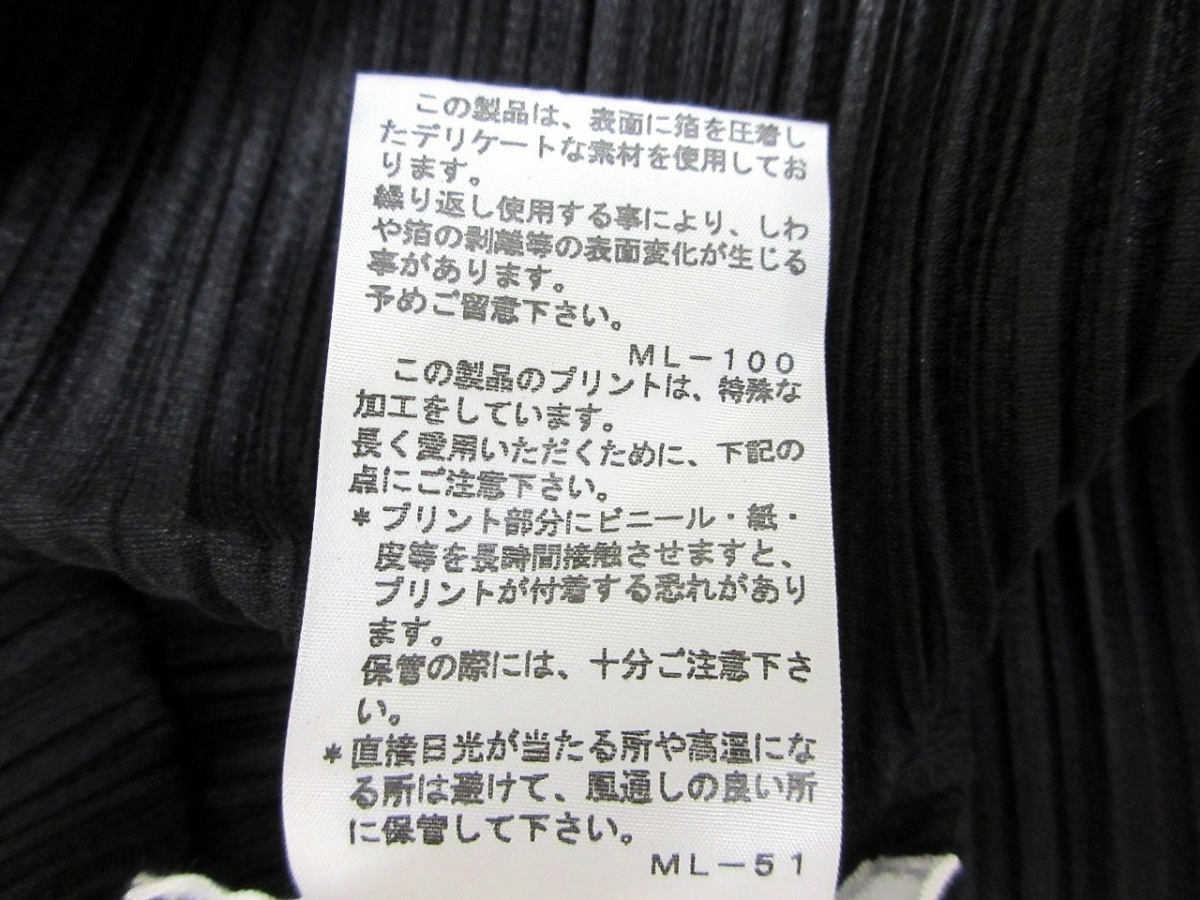 この製品は、表面に箔を圧着し
たデリケートな素材を使用してお
ります。
繰り返し使用する事により、しわ
や箔の剥離等の表面変化が生じる
事があります。
予めご留意下さい。
ML-100
この製品のプリントは、特殊な
加工をしています。
長く愛用いただくために、下記の
点にご注意下さい。
*プリント部分にビニール・紙・
皮等を長時間接触させますと、
プリントが付着する恐れがあり
ます。
保管の際には、十分ご注意下さ
い。
*直接日光が当たる所や高温にな
る所は避けて、風通しの良い所
に保管して下さい。
ML-51